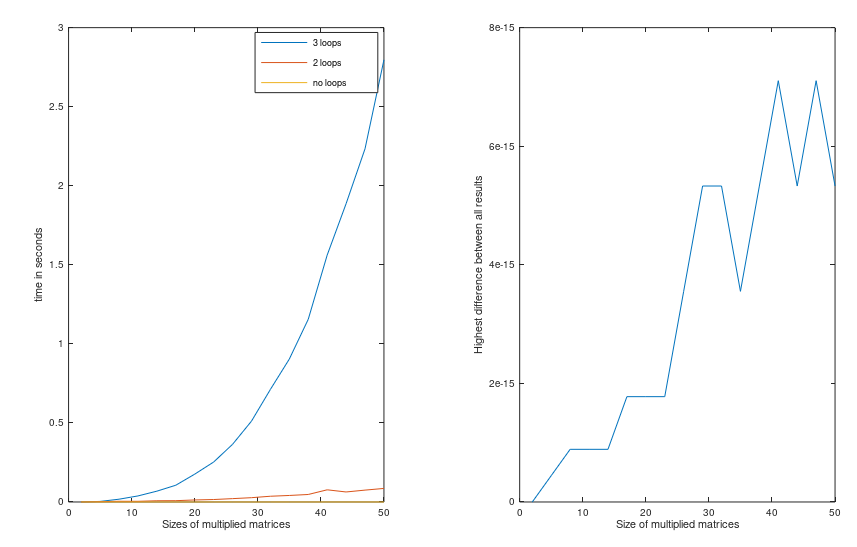 3
2.5
2
1.5
1
0.5
0
0
10
20
30
40
50
time in seconds
Sizes of multiplied matrices
3 loops
2 loops
no loops
8e-15
6e-15
4e-15
2e-15
0
0
10
20
30
40
50
Highest difference between all results
Size of multiplied matrices